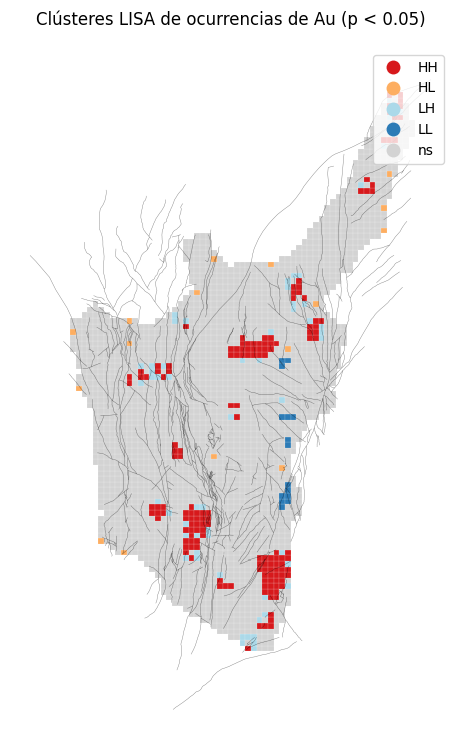 Clústeres LISA de ocurrencias de Au (p < 0.05)
HH
HL
LH
LL
ns